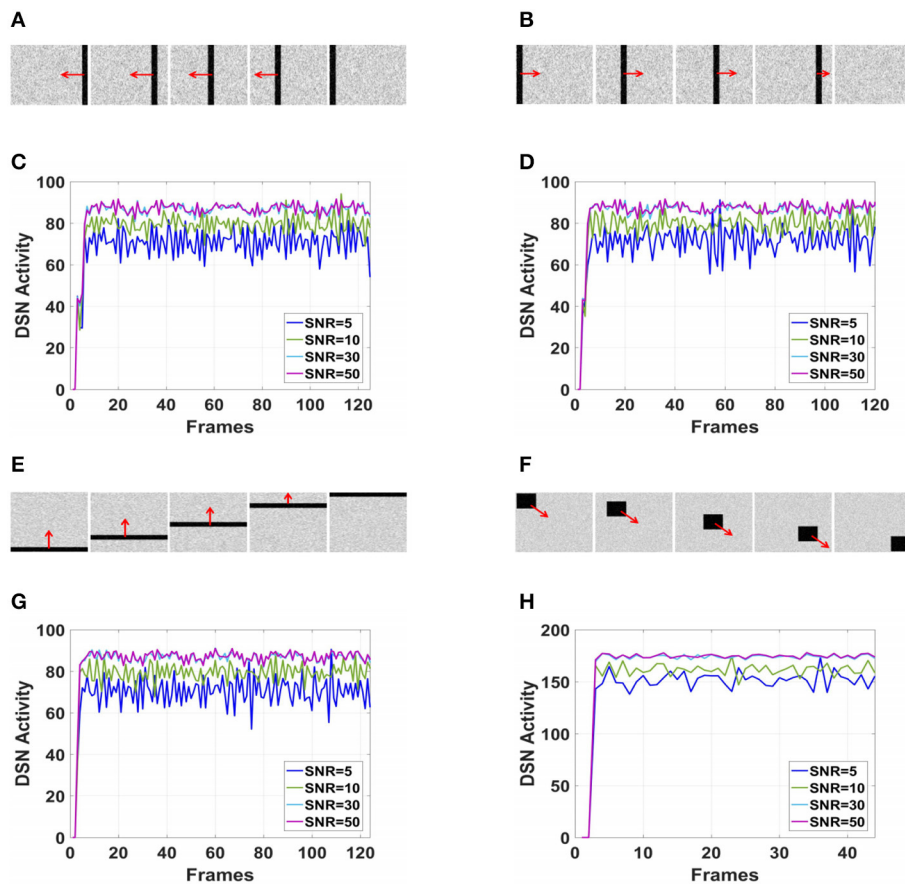 A
B
C
D
100
80
60
40
20
0
DSN Activity
0 20 40 60 80 100 120
Frames
SNR=5
SNR=10
SNR=30
SNR=50
100
80
60
40
20
0
DSN Activity
0 20 40 60 80 100 120
Frames
SNR=5
SNR=10
SNR=30
SNR=50
E
F
G
H
100
80
60
40
20
0
DSN Activity
0 20 40 60 80 100 120
Frames
SNR=5
SNR=10
SNR=30
SNR=50
200
150
100
50
0
DSN Activity
0 10 20 30 40
Frames
SNR=5
SNR=10
SNR=30
SNR=50